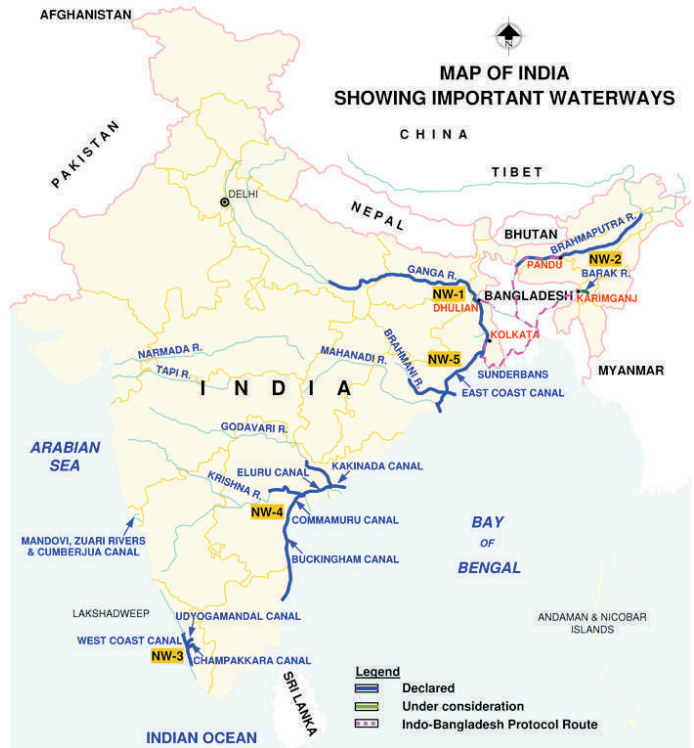 AFGHANISTAN
N
MAP OF INDIA
SHOWING IMPORTANT WATERWAYS
CHINA
PAKISTAN
TIBET
DELHI
NEPAL
BHUTAN
BRAHMAPUTRA R.
PANDU
NW-2
GANGA R.
BARAK R.
NW-1
BANGLADESH
KARIMGANJ
DHULIAN
KOLKATA
NW-5
NARMADA R.
MAHANADI R.
BRAHMANI R.
SUNDERBANS
MYANMAR
TAPI R.
INDIA
EAST COAST CANAL
GODAVARI R.
ARABIAN
SEA
ELURU CANAL
KAKINADA CANAL
KRISHNA R.
NW-4
COMMAMURU CANAL
MANDOVI, ZUARI RIVERS
& CUMBERJUA CANAL
BUCKINGHAM CANAL
BAY
OF
BENGAL
LAKSHADWEEP
UDYOGAMANDAL CANAL
ANDAMAN & NICOBAR
ISLANDS
WEST COAST CANAL
NW-3
CHAMPAKKARA CANAL
SRI LANKA
INDIAN OCEAN
Legend
Declared
Under consideration
Indo-Bangladesh Protocol Route